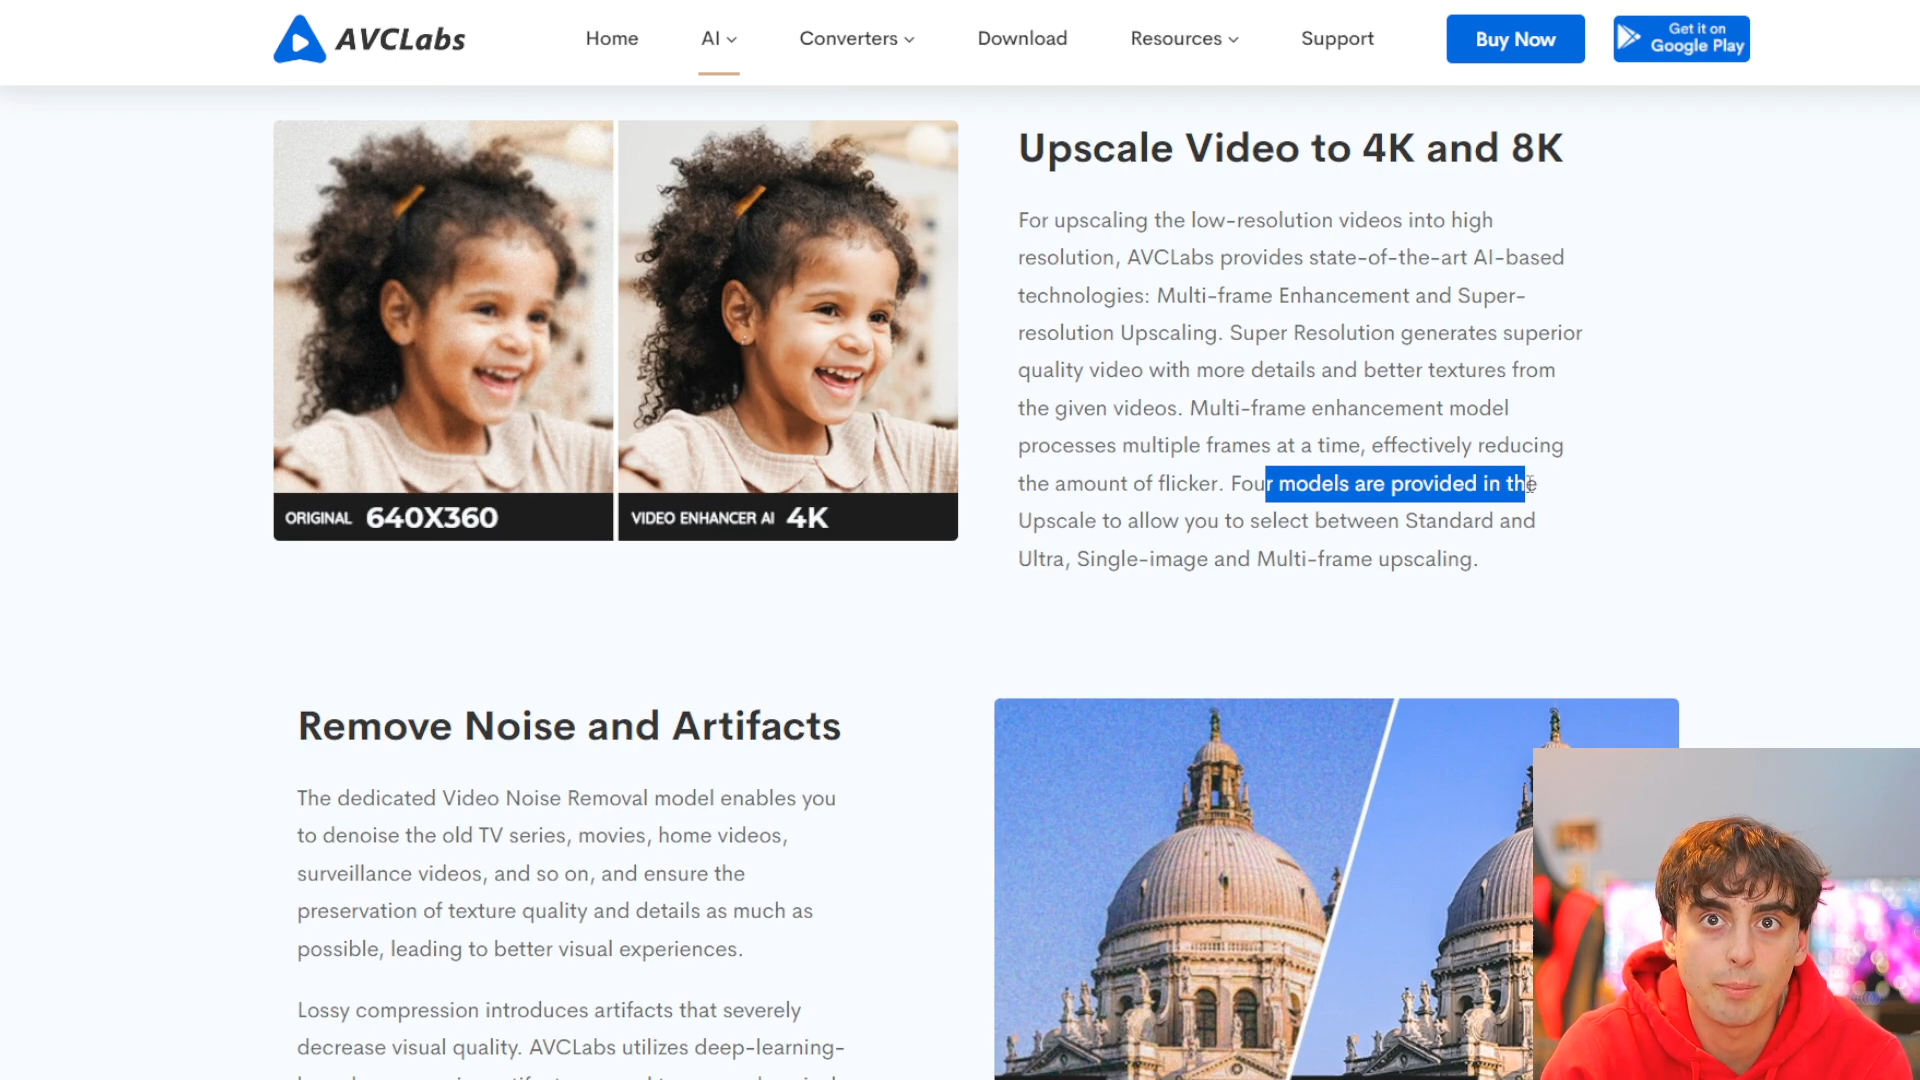 AVCLabs
Home
AI
Converters
Download
Resources
Support
Buy Now
Get it on
Google Play
ORIGINAL 640X360
VIDEO ENHANCER AI 4K
Upscale Video to 4K and 8K
For upscaling the low-resolution videos into high
resolution, AVCLabs provides state-of-the-art AI-based
technologies: Multi-frame Enhancement and Super-
resolution Upscaling. Super Resolution generates superior
quality video with more details and better textures from
the given videos. Multi-frame enhancement model
processes multiple frames at a time, effectively reducing
the amount of flicker. Four models are provided in the
Upscale to allow you to select between Standard and
Ultra, Single-image and Multi-frame upscaling.
Remove Noise and Artifacts
The dedicated Video Noise Removal model enables you
to denoise the old TV series, movies, home videos,
surveillance videos, and so on, and ensure the
preservation of texture quality and details as much as
possible, leading to better visual experiences.
Lossy compression introduces artifacts that severely
decrease visual quality. AVCLabs utilizes deep-learning-